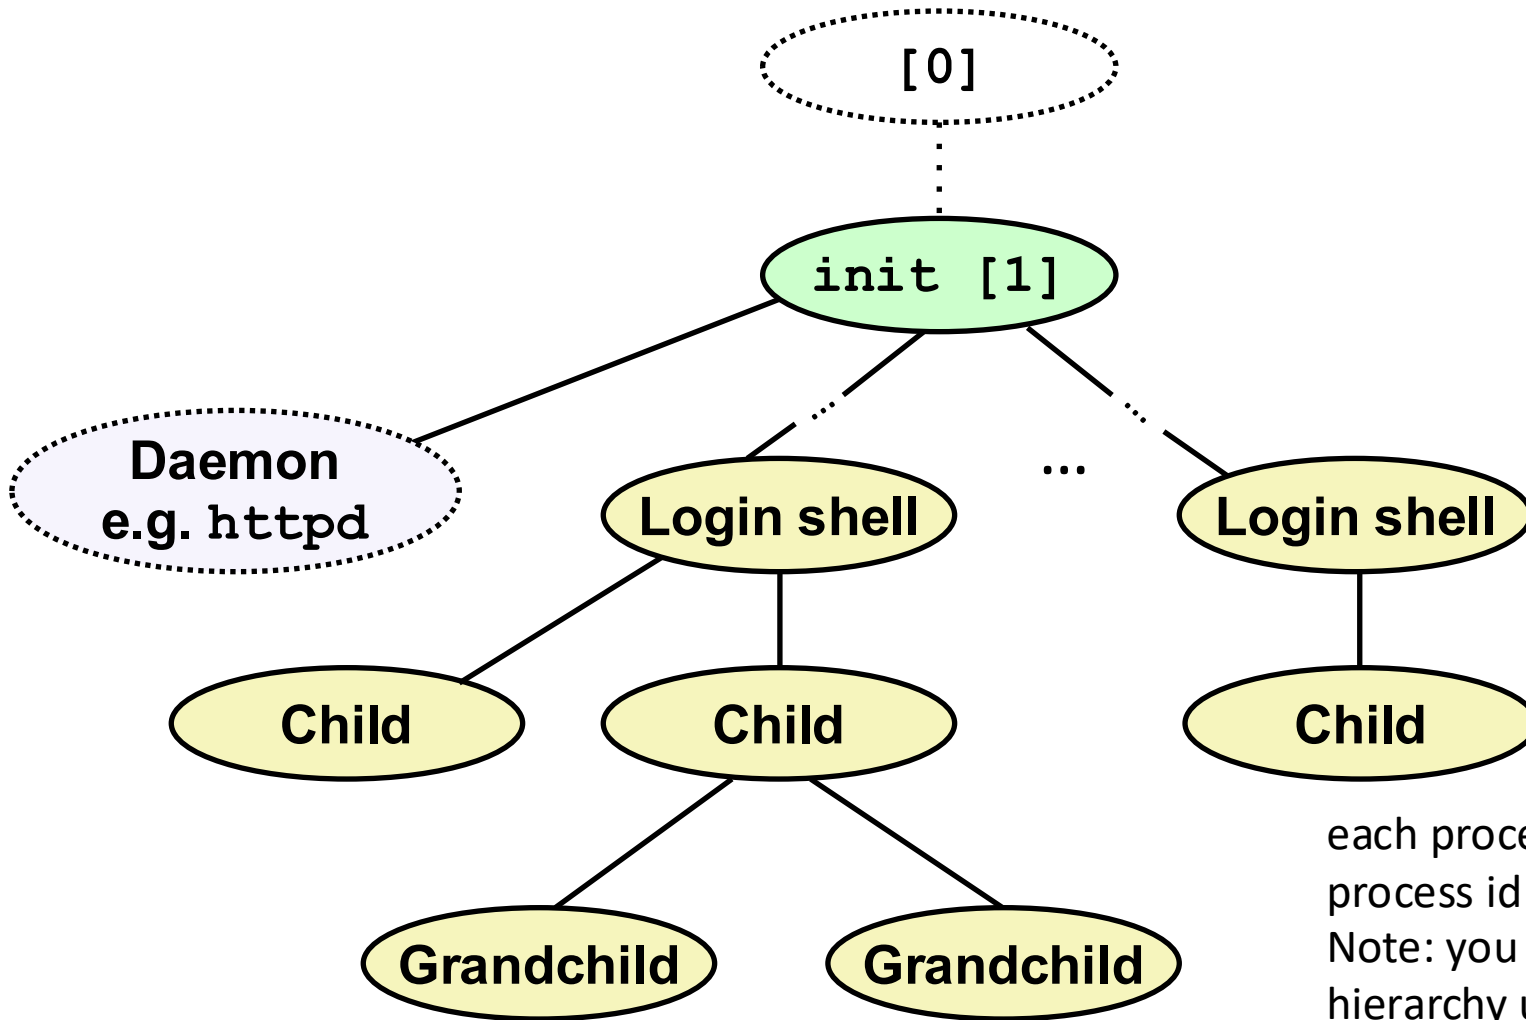 [0]
init [1]
...
Daemon
e.g. httpd
Login shell
Login shell
Child
Child
Child
each
process id
Note: you
hierarchy
Grandchild
Grandchild